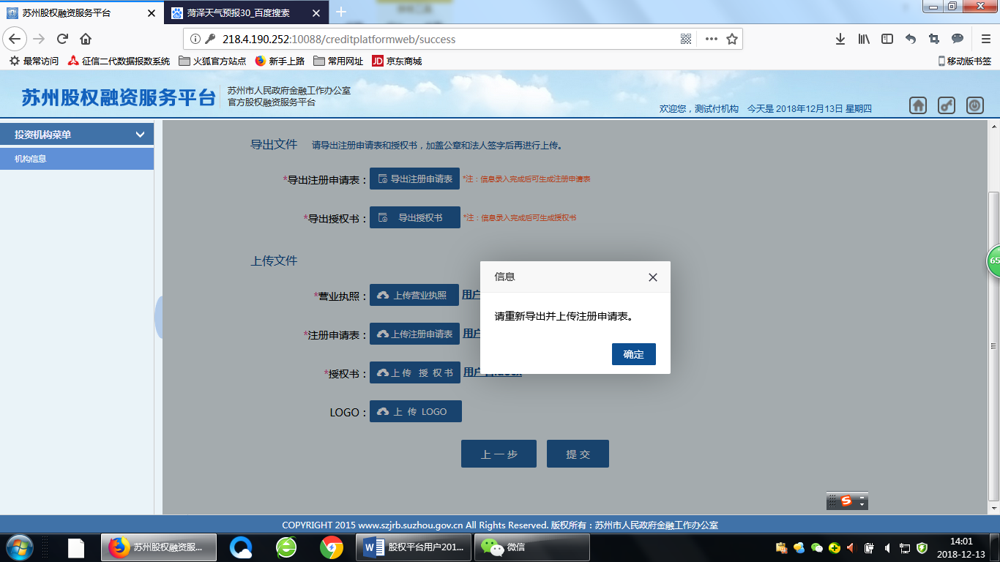 苏州股权融资服务平台
菏泽天气预报30_百度搜索
218.4.190.252:10088/creditplatformweb/success
最常访问 征信二代数据报数系统 火狐官方站点 新手上路 常用网址 JD 京东商城 移动版书签
苏州股权融资服务平台
苏州市人民政府金融工作办公室
官方股权融资服务平台
欢迎您，测试付机构 今天是 2018年12月13日 星期四
投资机构菜单
机构信息
导出文件 请导出注册申请表和授权书，加盖公章和法人签字后再进行上传。
*导出注册申请表： 导出注册申请表 *注：信息录入完成后可生成注册申请表
*导出授权书： 导出授权书 *注：信息录入完成后可生成授权书
上传文件
信息
请重新导出并上传注册申请表。
确定
*营业执照： 上传营业执照 用户
*注册申请表： 上传注册申请表 用户
*授权书： 上 传 授 权 书 用户
LOGO： 上 传 LOGO
上 一 步 提 交
65
COPYRIGHT 2015 www.szjrb.suzhou.gov.cn All Rights Reserved. 版权所有：苏州市人民政府金融工作办公室
苏州股权融资服...
股权平台用户201...
微信
14:01
2018-12-13